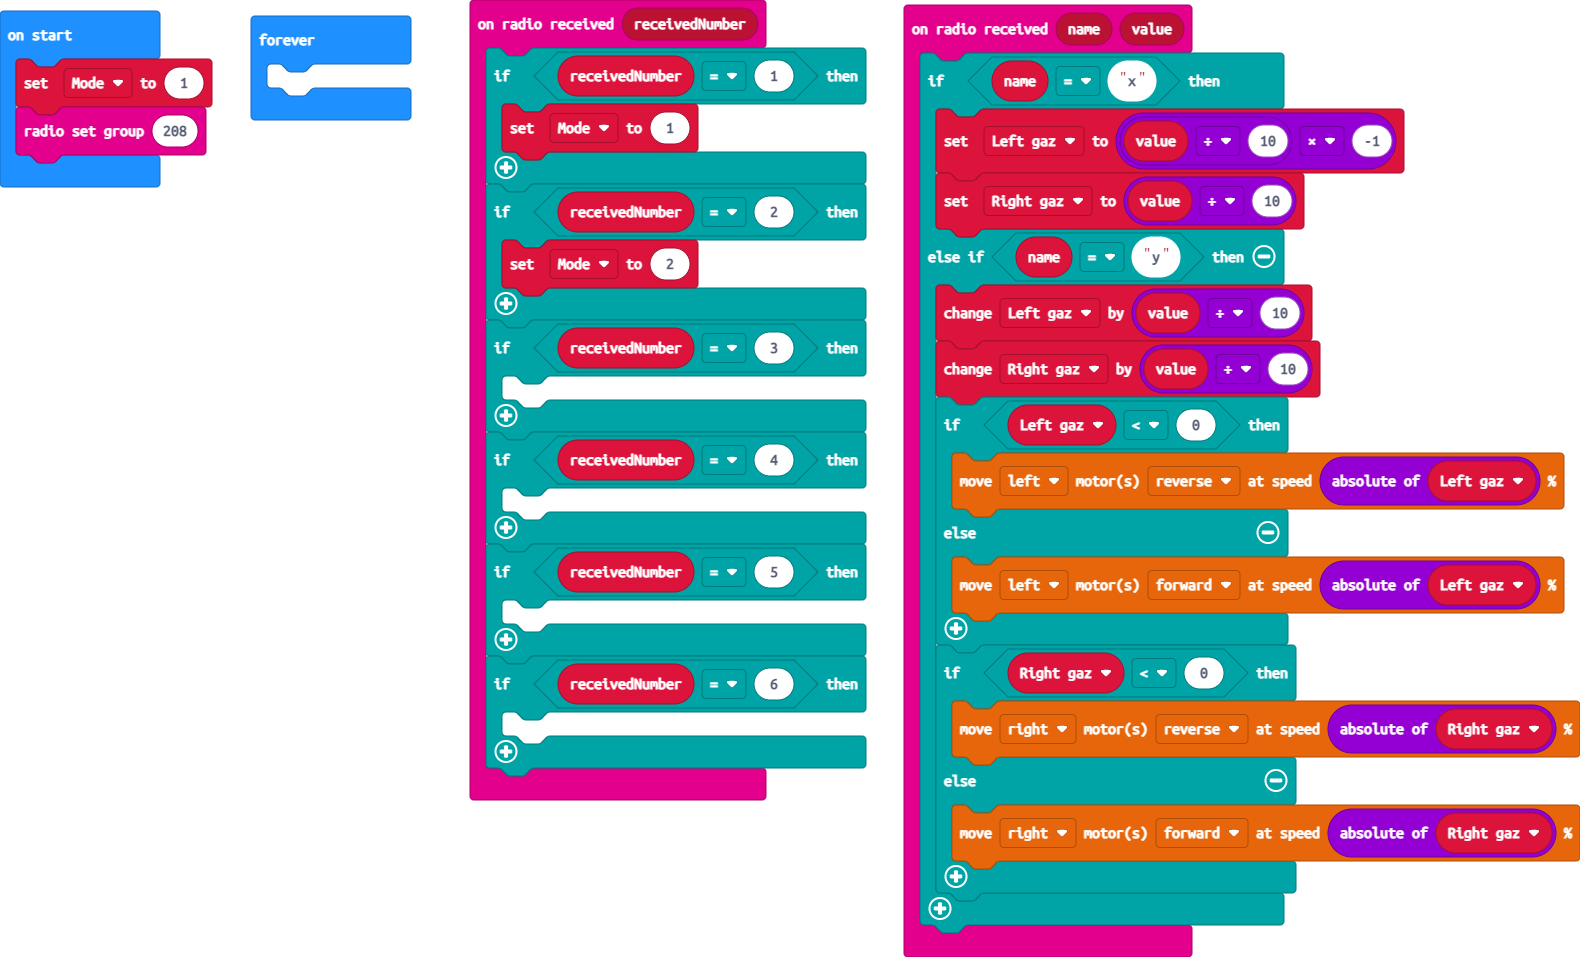 on start
set Mode to 1
radio set group 208
forever
on radio received receivedNumber
if receivedNumber = 1 then
set Mode to 1
if receivedNumber = 2 then
set Mode to 2
if receivedNumber = 3 then
if receivedNumber = 4 then
if receivedNumber = 5 then
if receivedNumber = 6 then
on radio received name value
if name = "x" then
set Left gaz to value ÷ 10 × -1
set Right gaz to value ÷ 10
else if name = "y" then
change Left gaz by value ÷ 10
change Right gaz by value ÷ 10
if Left gaz < 0 then
move left motor(s) reverse at speed absolute of Left gaz %
else
move left motor(s) forward at speed absolute of Left gaz %
if Right gaz < 0 then
move right motor(s) reverse at speed absolute of Right gaz %
else
move right motor(s) forward at speed absolute of Right gaz %